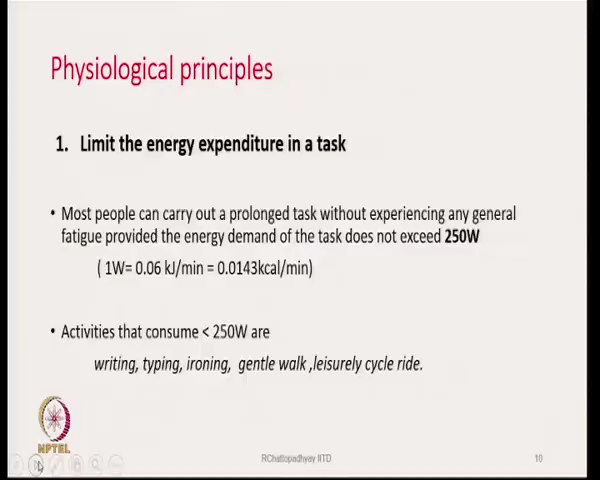 Physiological principles
1. Limit the energy expenditure in a task
• Most people can carry out a prolonged task without experiencing any general
fatigue provided the energy demand of the task does not exceed 250W
( 1W= 0.06 kJ/min = 0.0143kcal/min)
• Activities that consume < 250W are
writing, typing, ironing, gentle walk ,leisurely cycle ride.
NPTEL
RChattopadhyay IITD
10